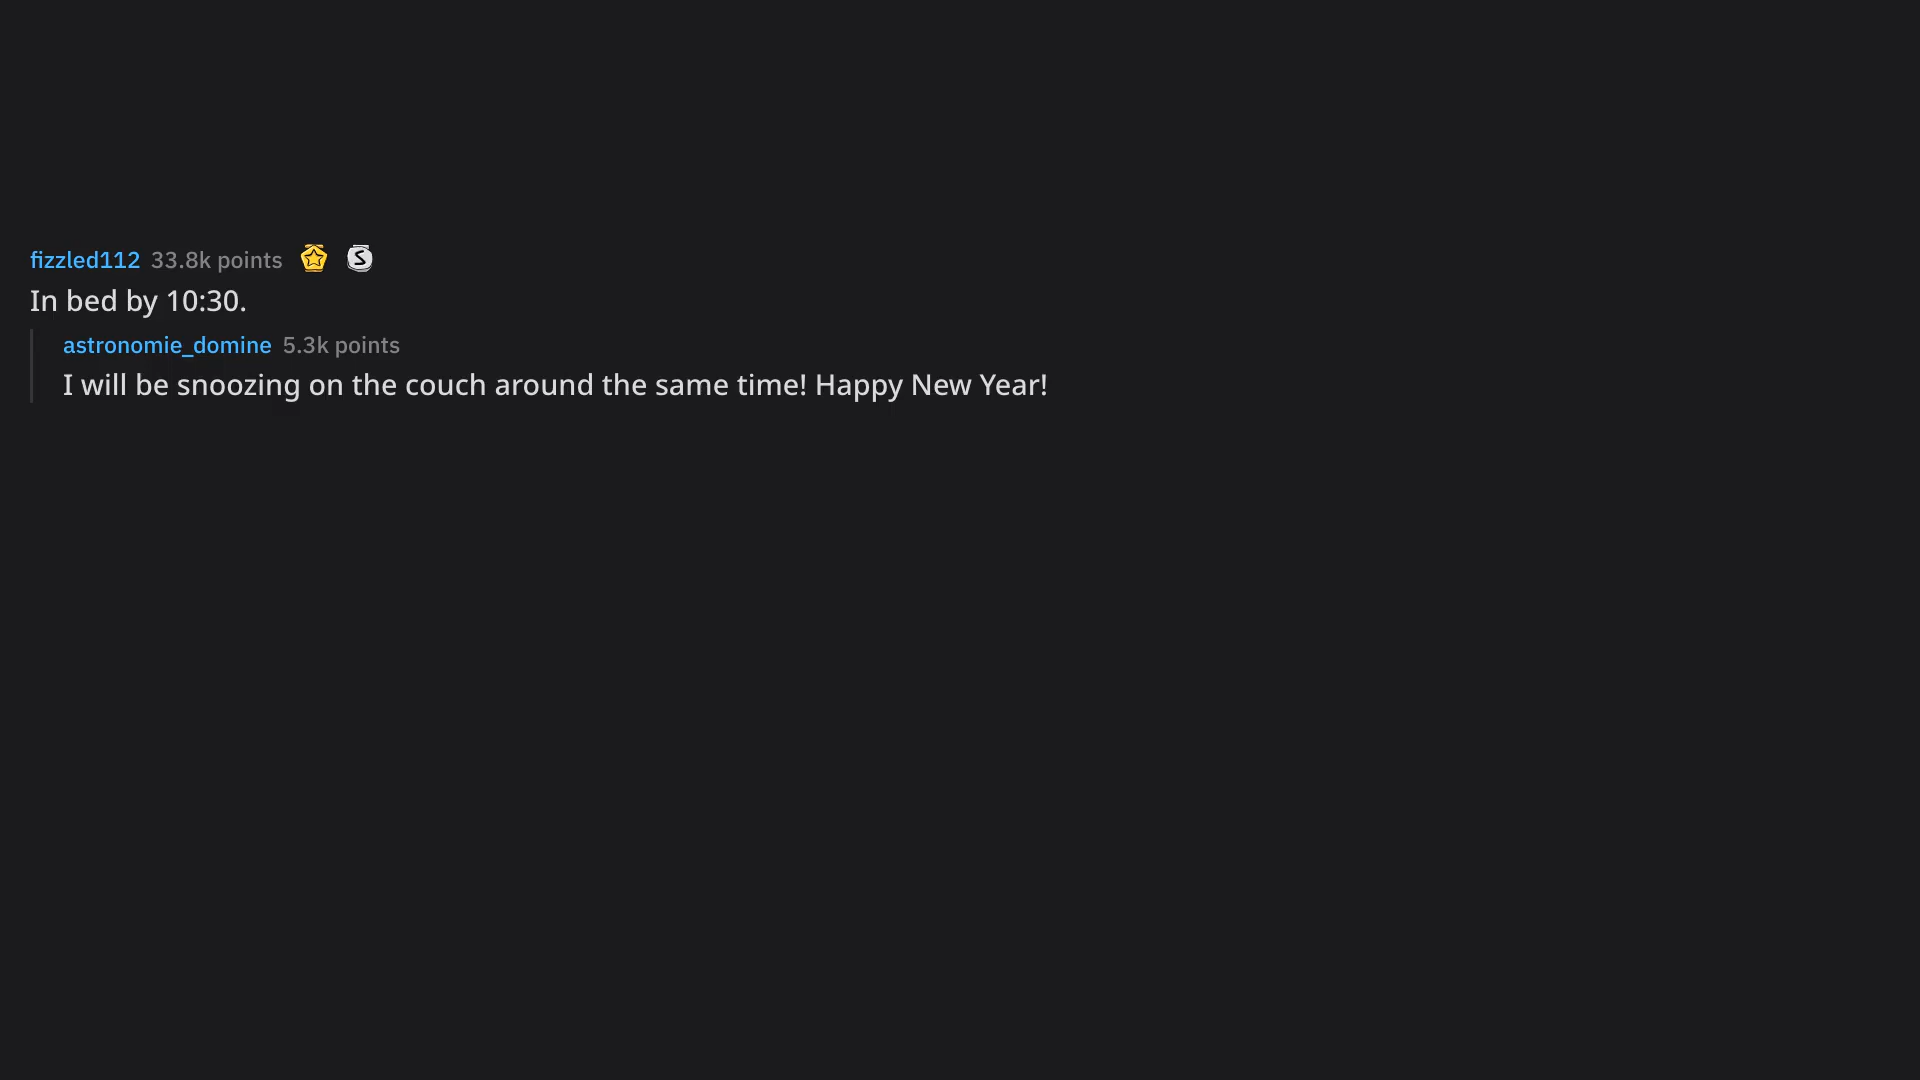 fizzled112 33.8k points
In bed by 10:30.
astronomie_domine 5.3k points
I will be snoozing on the couch around the same time! Happy New Year!